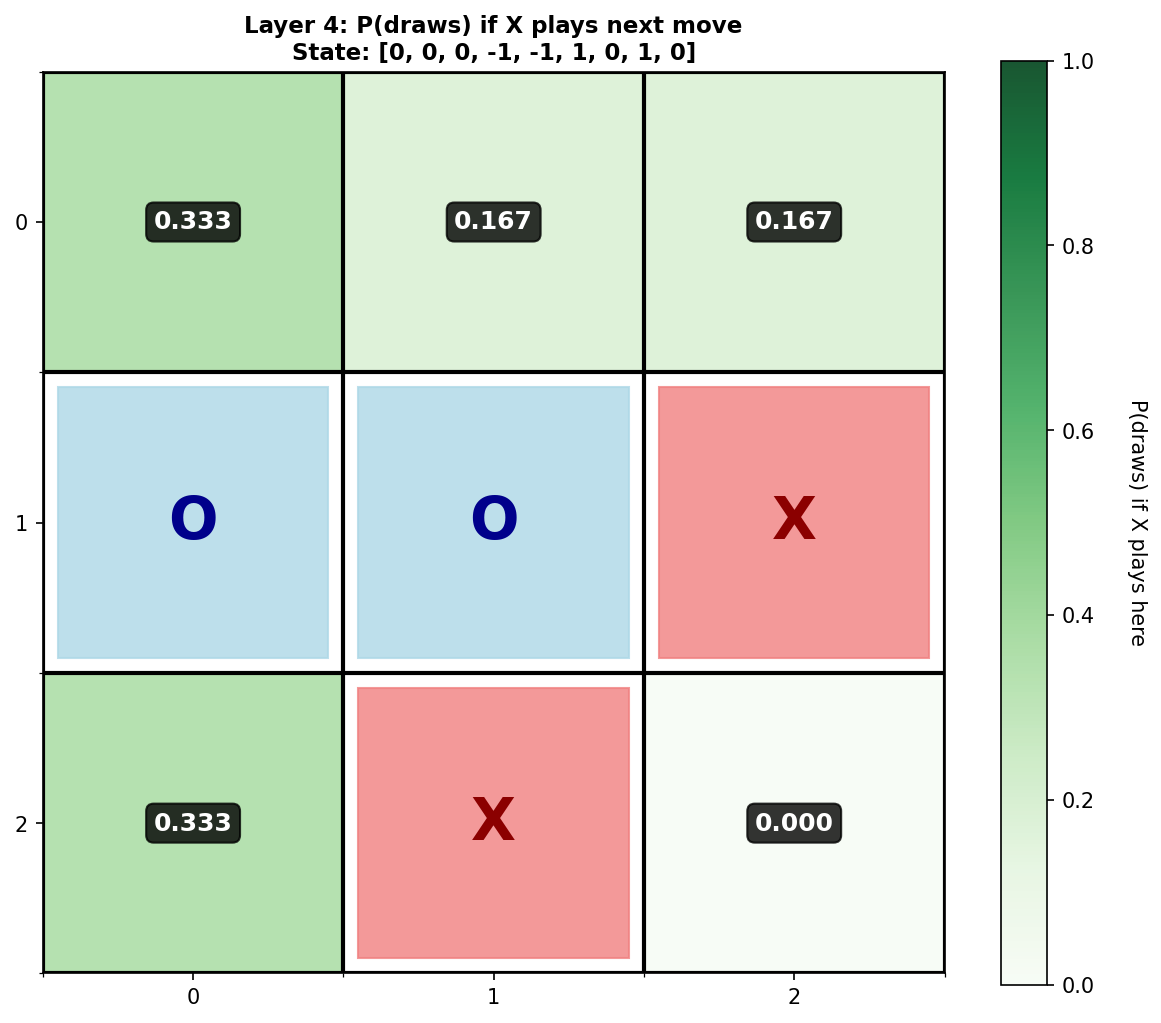 Layer 4: P(draws) if X plays next move
State: [0, 0, 0, -1, -1, 1, 0, 1, 0]
0
0.333
0.167
0.167
1
O
O
X
2
0.333
X
0.000
0
1
2
1.0
0.8
0.6
0.4
0.2
0.0
P(draws) if X plays here